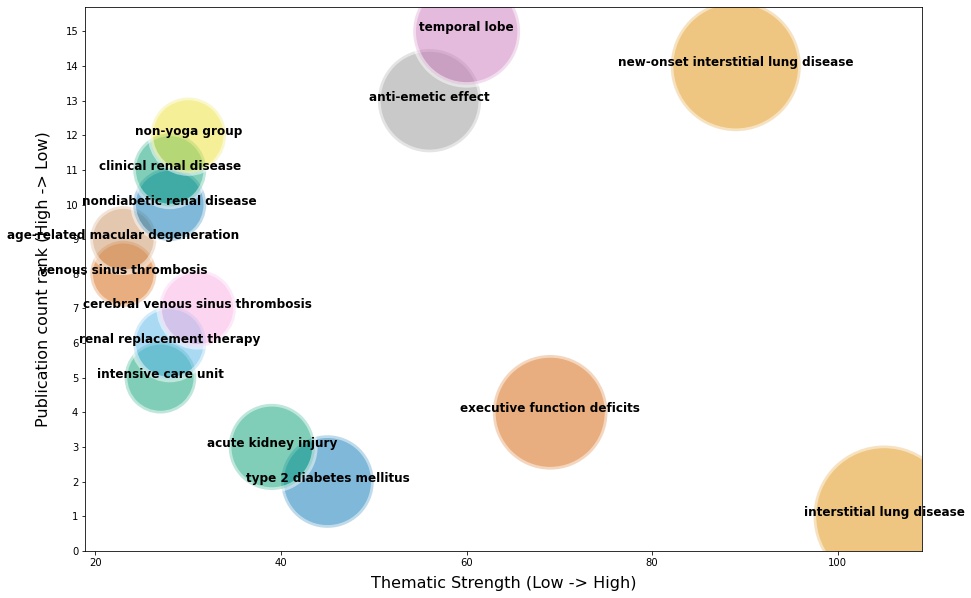 15
temporal lobe
14
new-onset interstitial lung disease
13
anti-emetic effect
12
non-yoga group
11
clinical renal disease
10
nondiabetic renal disease
9
age-related macular degeneration
8
venous sinus thrombosis
7
cerebral venous sinus thrombosis
6
renal replacement therapy
5
intensive care unit
4
executive function deficits
3
acute kidney injury
2
type 2 diabetes mellitus
1
interstitial lung disease
0
Publication count rank (High -> Low)
20 40 60 80 100
Thematic Strength (Low -> High)